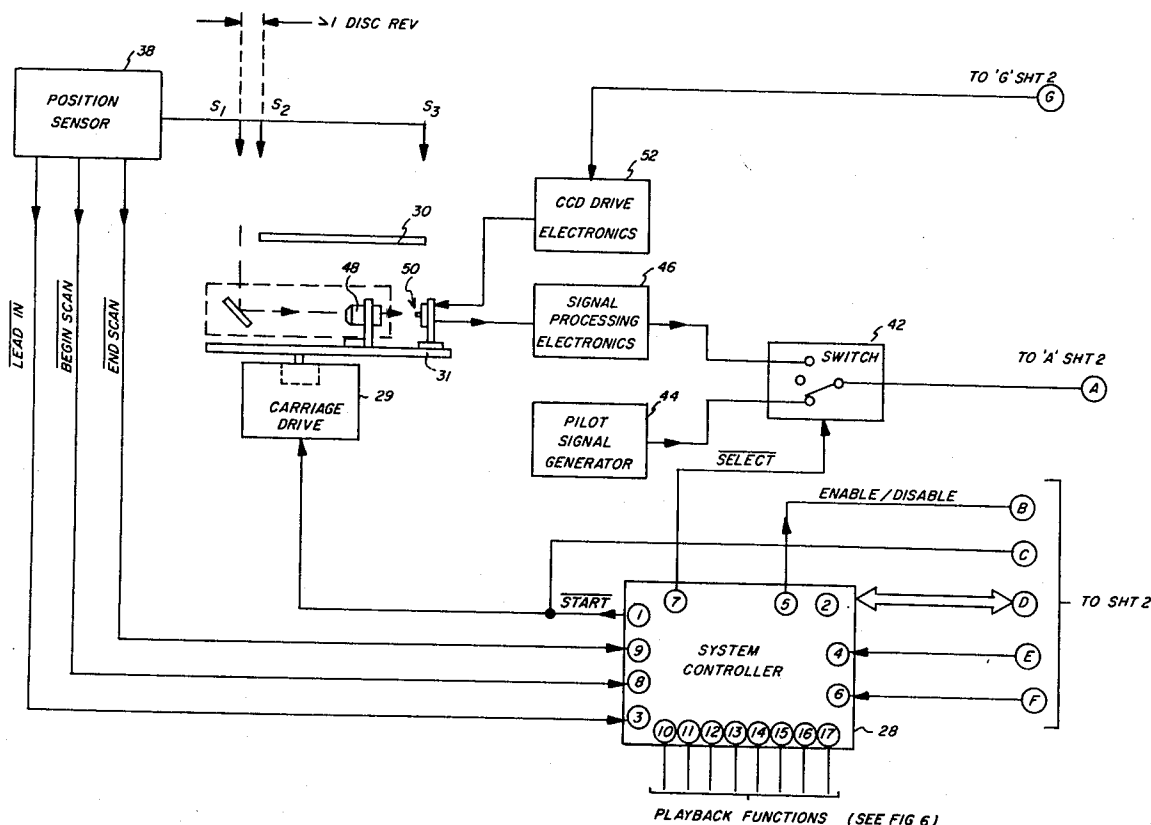 >1 DISC REV
38
POSITION
SENSOR
S1
S2
S3
TO 'G' SHT 2
G
52
CCD DRIVE
ELECTRONICS
30
48
50
46
SIGNAL
PROCESSING
ELECTRONICS
42
SWITCH
TO 'A' SHT 2
A
31
29
CARRIAGE
DRIVE
44
PILOT
SIGNAL
GENERATOR
SELECT
LEAD IN
BEGIN SCAN
END SCAN
ENABLE/DISABLE
B
C
START
7
5
2
D
TO SHT 2
1
SYSTEM
CONTROLLER
9
4
E
8
6
F
3
28
10 11 12 13 14 15 16 17
PLAYBACK FUNCTIONS (SEE FIG 6)